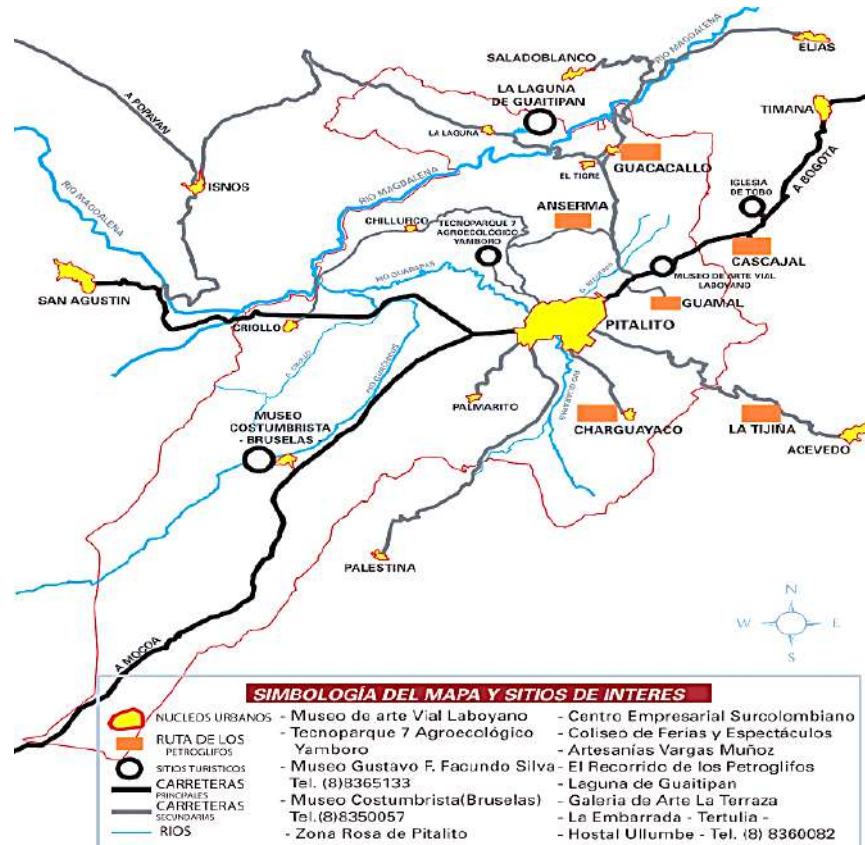 RIO MAGDALENA
ELIAS
SALADOBLANCO
A POPAYAN
LA LAGUNA
DE GUAITIPAN
TIMANA
LA LAGUNA
A BOGOTA
EL TIGRE
GUACACALLO
ISNOS
RIO MAGDALENA
RIO MAGDALENA
ANSERMA
IGLESIA
DE TOBO
CHILLURCO
TECNOPARQUE 7
AGROECOLÓGICO
YAMBORO
CASCAJAL
RIO GUARAPAS
MUSEO DE ARTE VIAL
LABOYANO
SAN AGUSTIN
GUAMAL
CRIOLLO
PITALITO
RIO GUARAPAS
PALMARITO
MUSEO
COSTUMBRISTA
- BRUSELAS -
CHARGUAYACO
LA TIJIÑA
ACEVEDO
PALESTINA
N
W E
S
A MOCOA
SIMBOLOGÍA DEL MAPA Y SITIOS DE INTERES
NUCLEOS URBANOS
RUTA DE LOS
PETROGLIFOS
SITIOS TURISTICOS
CARRETERAS
PRINCIPALES
CARRETERAS
SECUNDARIAS
RIOS
- Museo de arte Vial Laboyano
- Tecnoparque 7 Agroecológico
Yamboro
- Museo Gustavo F. Facundo Silva
Tel. (8)8365133
- Museo Costumbrista(Bruselas)
Tel.(8)8350057
- Zona Rosa de Pitalito
- Centro Empresarial Surcolombiano
- Coliseo de Ferias y Espectáculos
- Artesanías Vargas Muñoz
- El Recorrido de los Petroglifos
- Laguna de Guaitipan
- Galeria de Arte La Terraza
- La Embarrada - Tertulia -
- Hostal Ullumbe - Tel. (8) 8360082